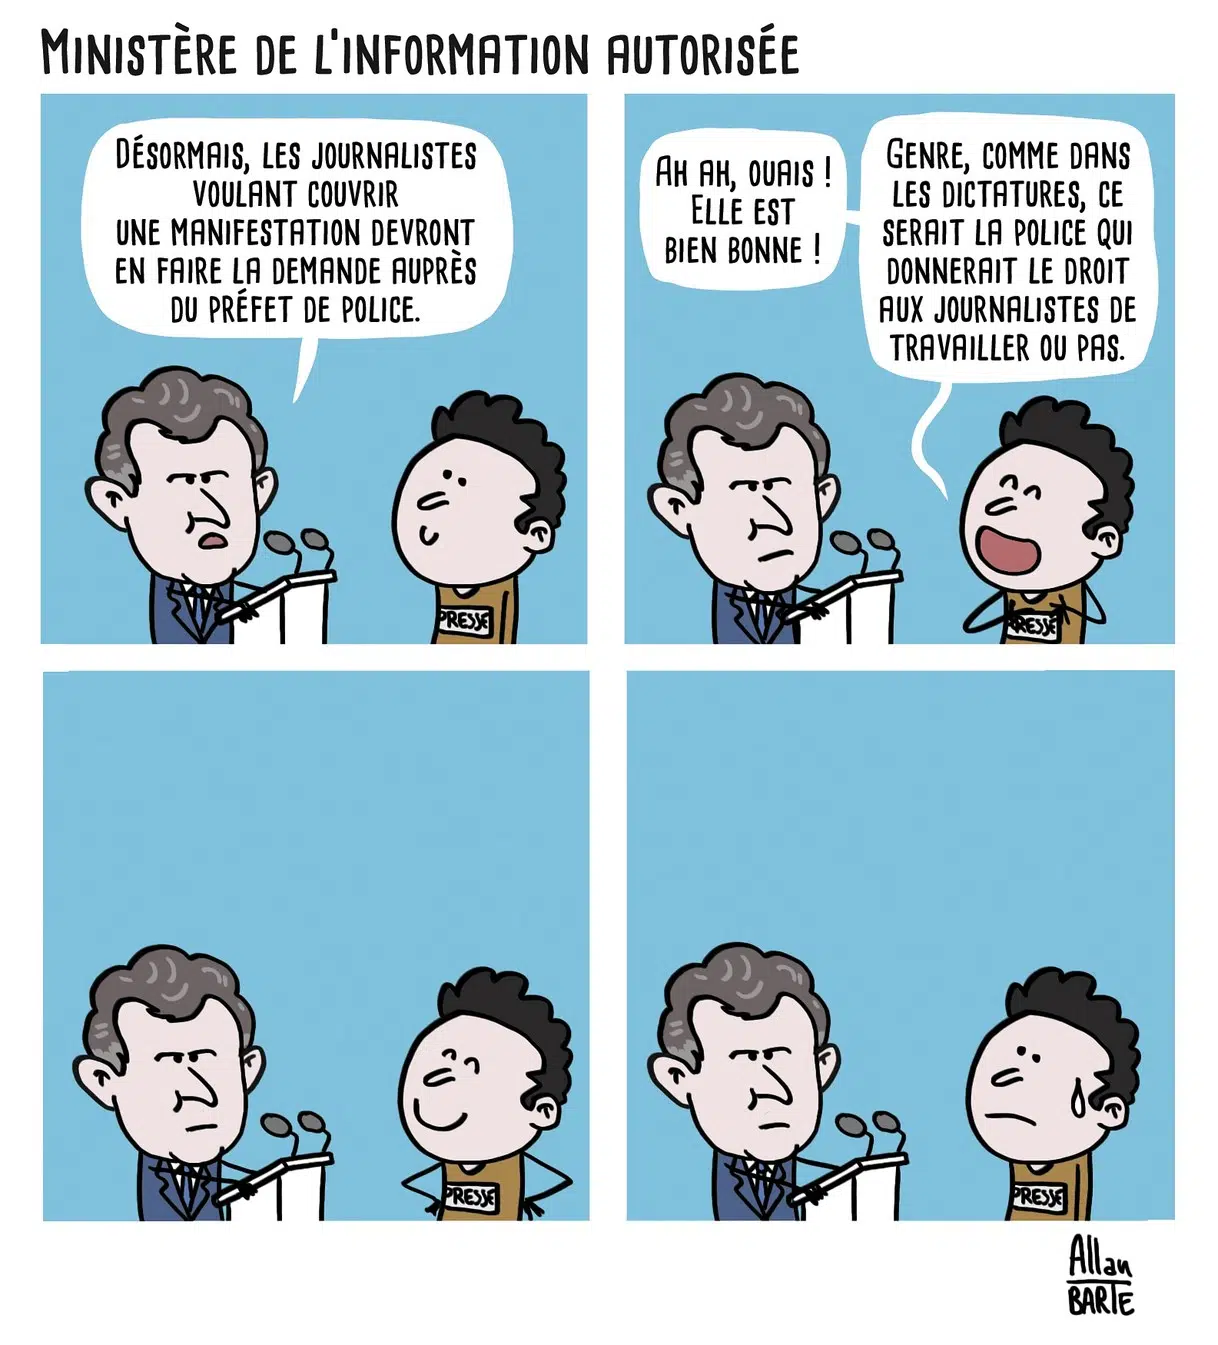 Ministère de l'information autorisée
Désormais, les journalistes
voulant couvrir
une manifestation devront
en faire la demande auprès
du préfet de police.
Ah ah, ouais !
Elle est
bien bonne !
Genre, comme dans
les dictatures, ce
serait la police qui
donnerait le droit
aux journalistes de
travailler ou pas.
PRESSE
PRESSE
PRESSE
PRESSE
Allan
BARTE